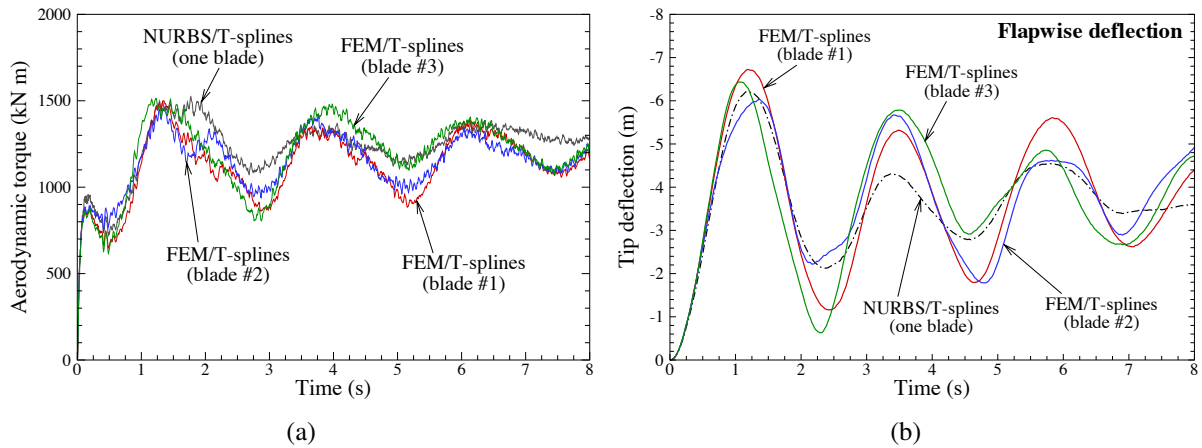 Aerodynamic torque (kN m)
2000
1500
1000
500
0
NURBS/T-splines
(one blade)
FEM/T-splines
(blade #3)
FEM/T-splines
(blade #2)
FEM/T-splines
(blade #1)
0 1 2 3 4 5 6 7 8
Time (s)
(a)
Tip deflection (m)
-8
-7
-6
-5
-4
-3
-2
-1
0
Flapwise deflection
FEM/T-splines
(blade #1)
FEM/T-splines
(blade #3)
NURBS/T-splines
(one blade)
FEM/T-splines
(blade #2)
0 1 2 3 4 5 6 7 8
Time (s)
(b)